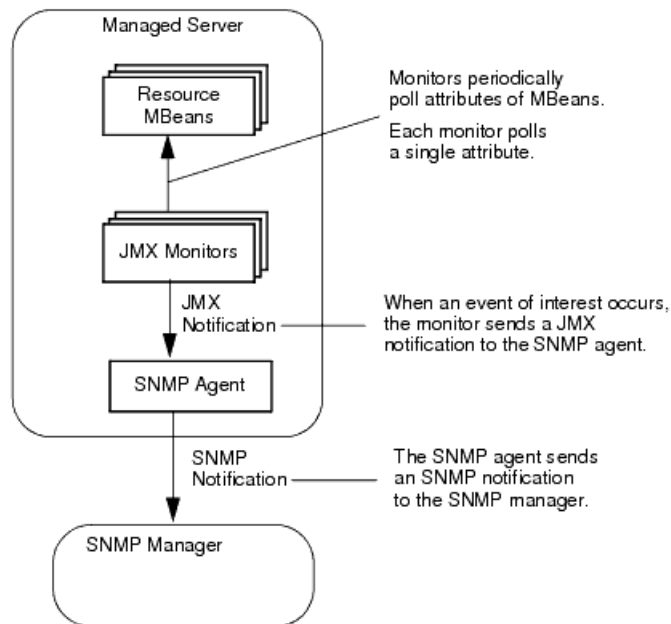 Managed Server
Resource
MBeans
Monitors periodically
poll attributes of MBeans.
Each monitor polls
a single attribute.
JMX Monitors
JMX
Notification
When an event of interest occurs,
the monitor sends a JMX
notification to the SNMP agent.
SNMP Agent
SNMP
Notification
The SNMP agent sends
an SNMP notification
to the SNMP manager.
SNMP Manager